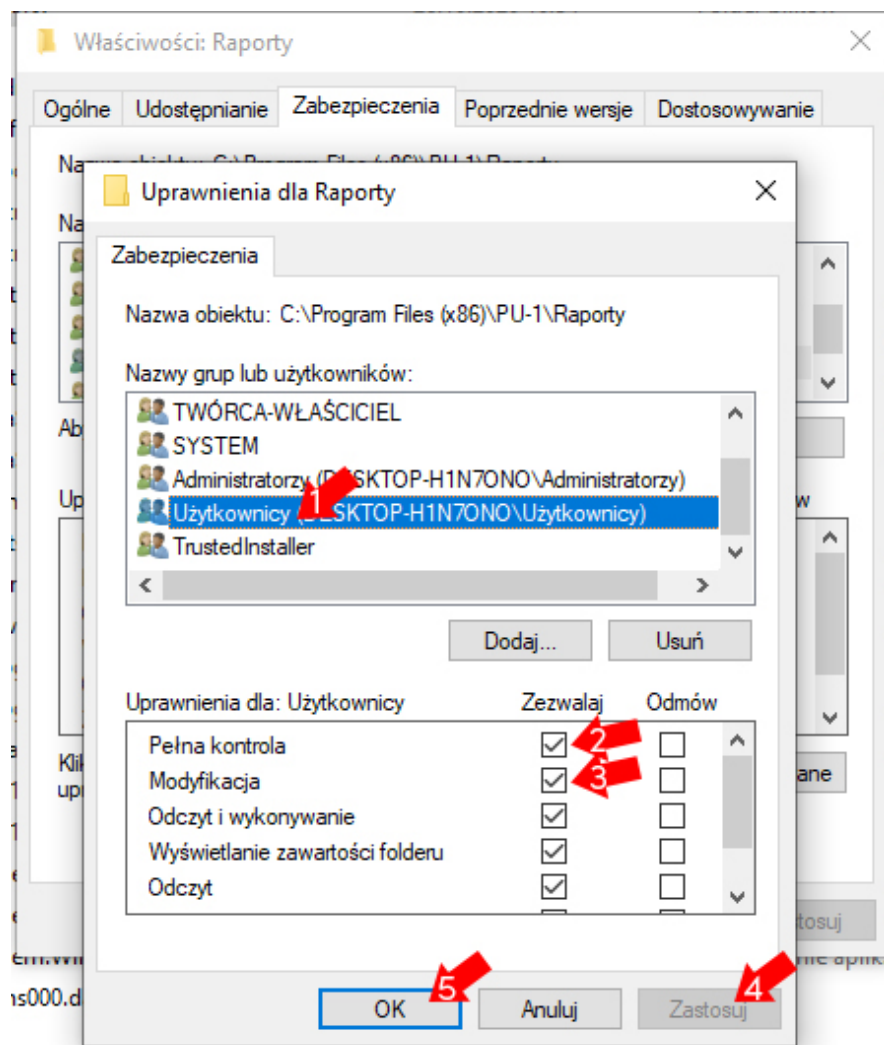 Właściwości: Raporty
Ogólne Udostępnianie Zabezpieczenia Poprzednie wersje Dostosowywanie
Uprawnienia dla Raporty
Zabezpieczenia
Nazwa obiektu: C:\Program Files (x86)\PU-1\Raporty
Nazwy grup lub użytkowników:
TWÓRCA-WŁAŚCICIEL
SYSTEM
Administratorzy (DESKTOP-H1N7ONO\Administratorzy)
1
Użytkownicy (DESKTOP-H1N7ONO\Użytkownicy)
TrustedInstaller
Dodaj... Usuń
Uprawnienia dla: Użytkownicy Zezwalaj Odmów
Pełna kontrola 2
Modyfikacja 3
Odczyt i wykonywanie
Wyświetlanie zawartości folderu
Odczyt
5 4
OK Anuluj Zastosuj